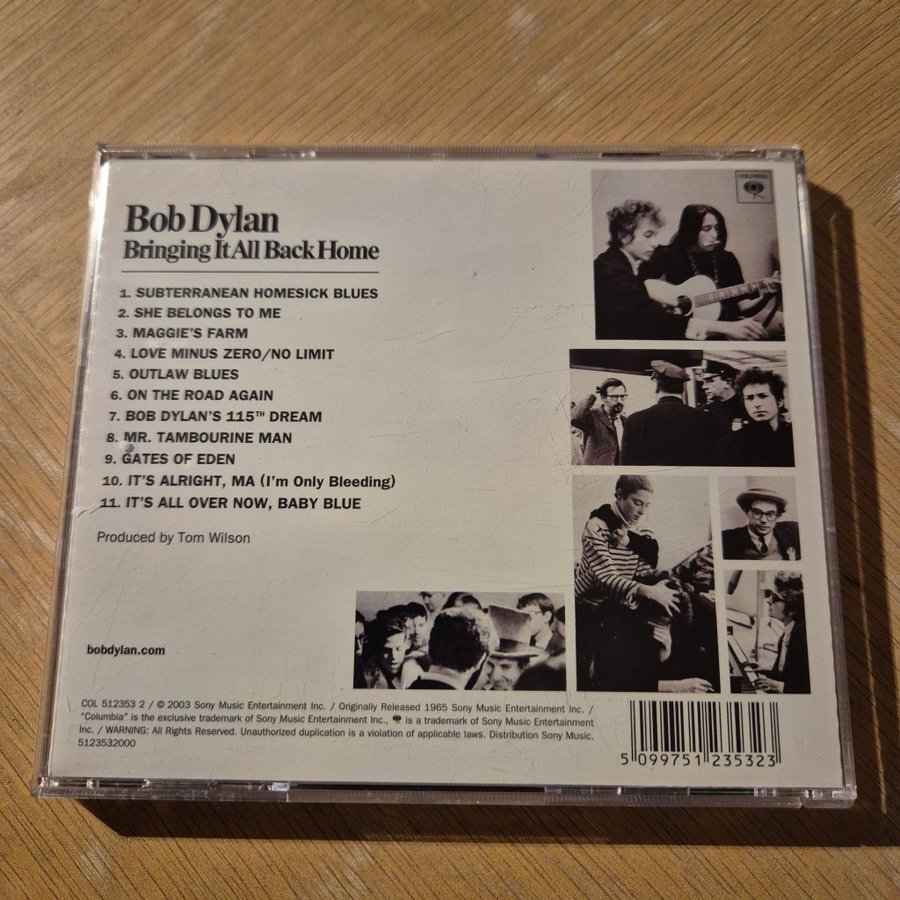 COLUMBIA
Bob Dylan
Bringing It All Back Home
1. SUBTERRANEAN HOMESICK BLUES
2. SHE BELONGS TO ME
3. MAGGIE'S FARM
4. LOVE MINUS ZERO/NO LIMIT
5. OUTLAW BLUES
6. ON THE ROAD AGAIN
7. BOB DYLAN'S 115TH DREAM
8. MR. TAMBOURINE MAN
9. GATES OF EDEN
10. IT'S ALRIGHT, MA (I'm Only Bleeding)
11. IT'S ALL OVER NOW, BABY BLUE
Produced by Tom Wilson
bobdylan.com
COL 512353 2 / © 2003 Sony Music Entertainment Inc. / Originally Released 1965 Sony Music Entertainment Inc. /
"Columbia" is the exclusive trademark of Sony Music Entertainment Inc., is a trademark of Sony Music Entertainment
Inc. / WARNING: All Rights Reserved. Unauthorized duplication is a violation of applicable laws. Distribution Sony Music.
5123532000
5 099751 235323